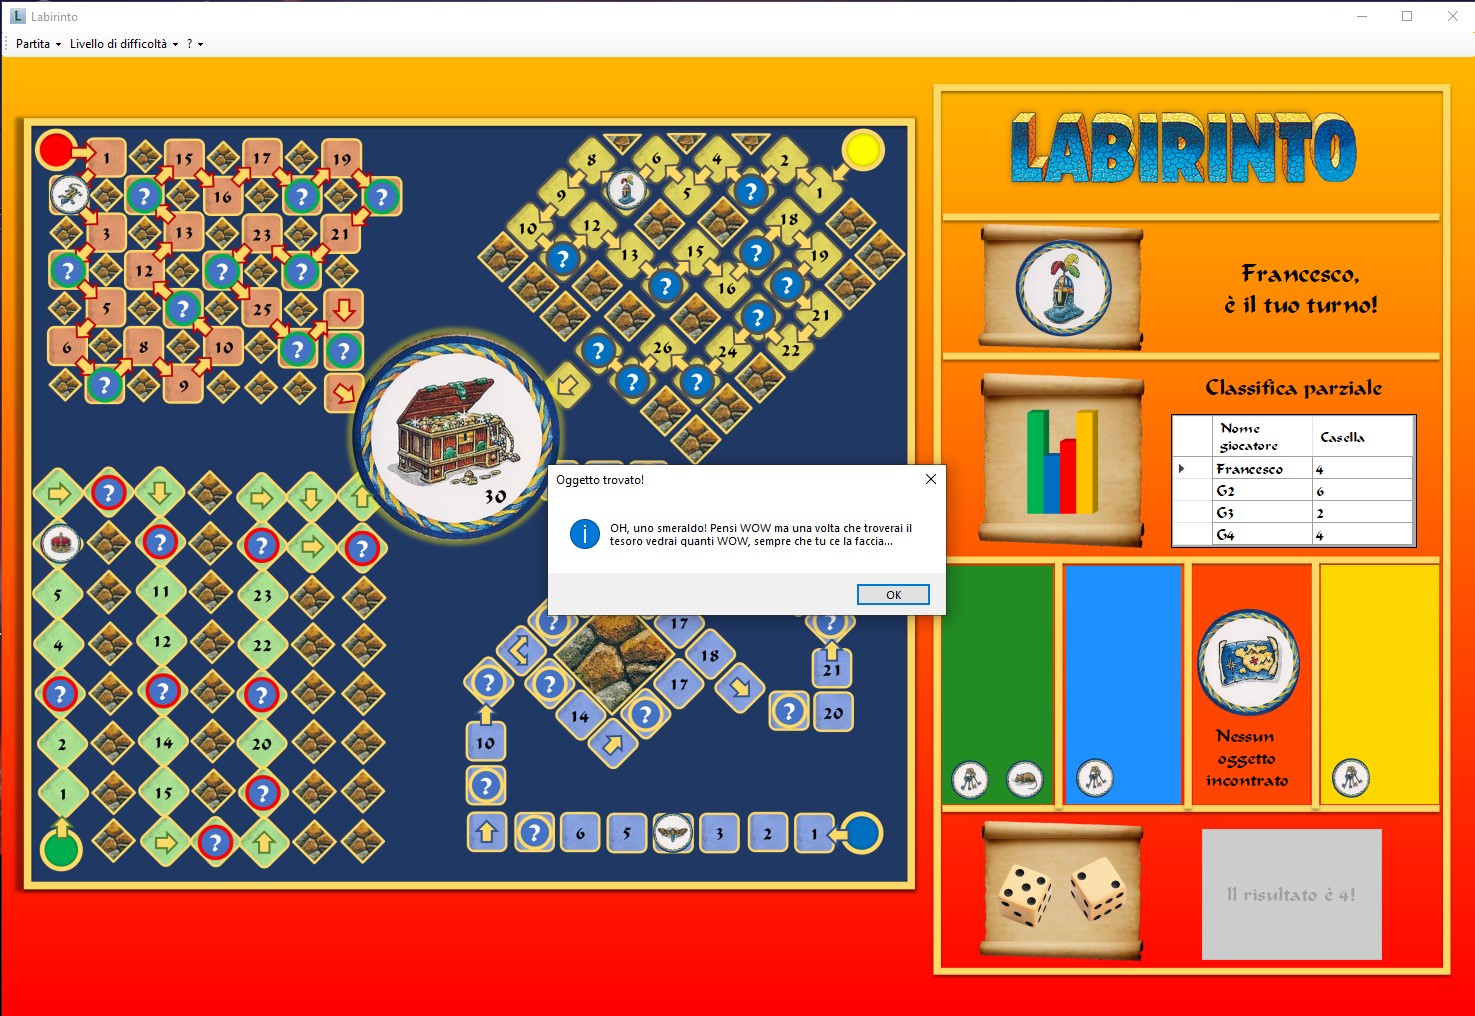 L Labirinto
Partita Livello di difficoltà ?
LABIRINTO
Francesco,
è il tuo turno!
Classifica parziale
Nome giocatore Casella
Francesco 4
G2 6
G3 2
G4 4
Nessun
oggetto
incontrato
Il risultato è 4!
Oggetto trovato!
OH, uno smeraldo! Pensi WOW ma una volta che troverai il
tesoro vedrai quanti WOW, sempre che tu ce la faccia...
OK
30
1 15 17 19
? 16 ? ?
3 13 23 21
? 12 ? ?
5 ? 25
6 8 10 ? ?
? 9
8 6 4 2
9 5 ? 1
10 12 18
? 13 15 ? 19
? 16 ?
? 21
? 26 24 22
? ?
?
? ? ?
5 11 23
4 12 22
? ? ?
2 14 20
1 15 ?
?
? 17 ?
18
? ? 17 21
14 ? ? 20
10
?
? 6 5 3 2 1